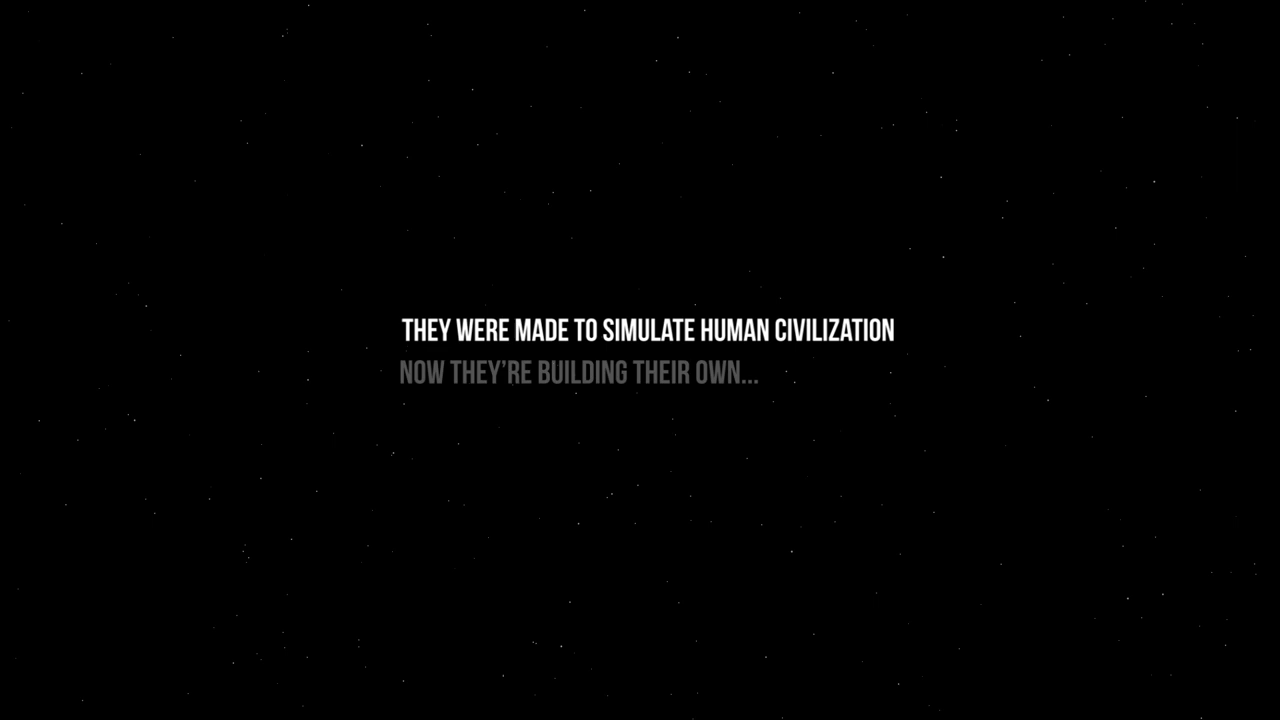 THEY WERE MADE TO SIMULATE HUMAN CIVILIZATION
NOW THEY'RE BUILDING THEIR OWN...